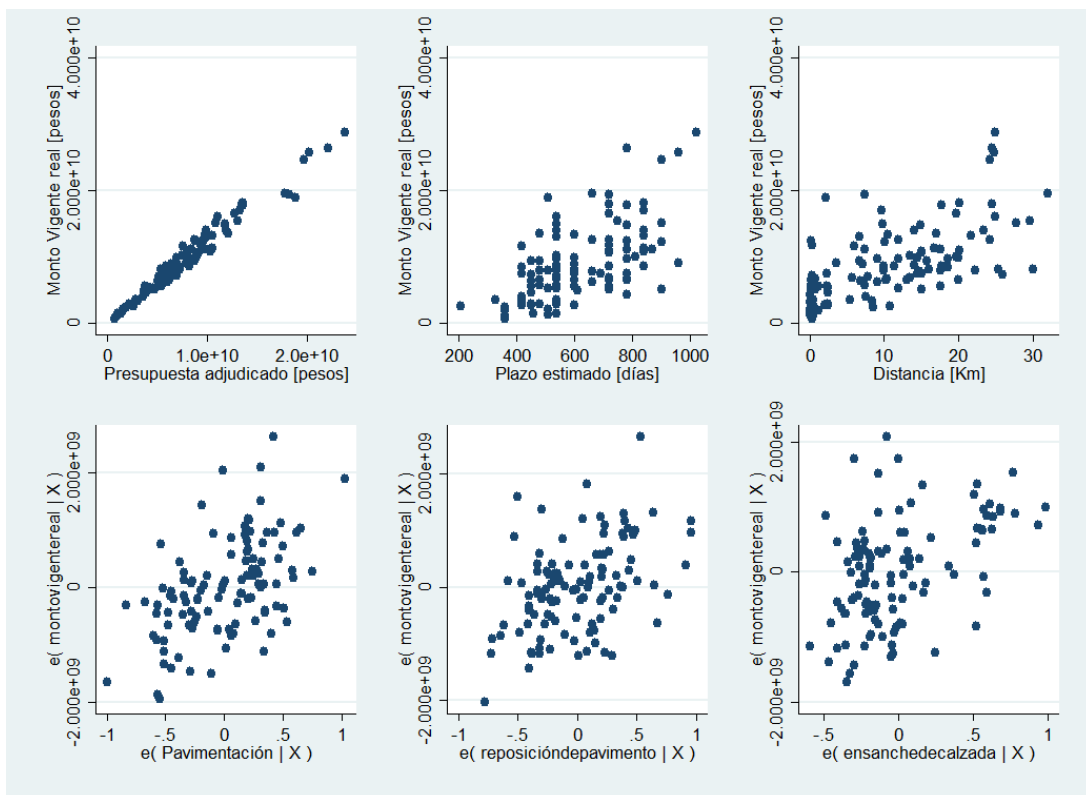 Monto Vigente real [pesos]
0
2.000e+10
4.000e+10
0
1.0e+10
2.0e+10
Presupuesta adjudicado [pesos]
Monto Vigente real [pesos]
0
2.000e+10
4.000e+10
200
400
600
800
1000
Plazo estimado [días]
Monto Vigente real [pesos]
0
2.000e+10
4.000e+10
0
10
20
30
Distancia [Km]
e( montovigentereal | X )
-2.000e+09
0
2.000e+09
-1
-.5
0
.5
1
e( Pavimentación | X )
e( montovigentereal | X )
-2.000e+09
0
2.000e+09
-1
-.5
0
.5
1
e( reposicióndepavimento | X )
e( montovigentereal | X )
-2.000e+09
0
2.000e+09
-.5
0
.5
1
e( ensanchedecalzada | X )